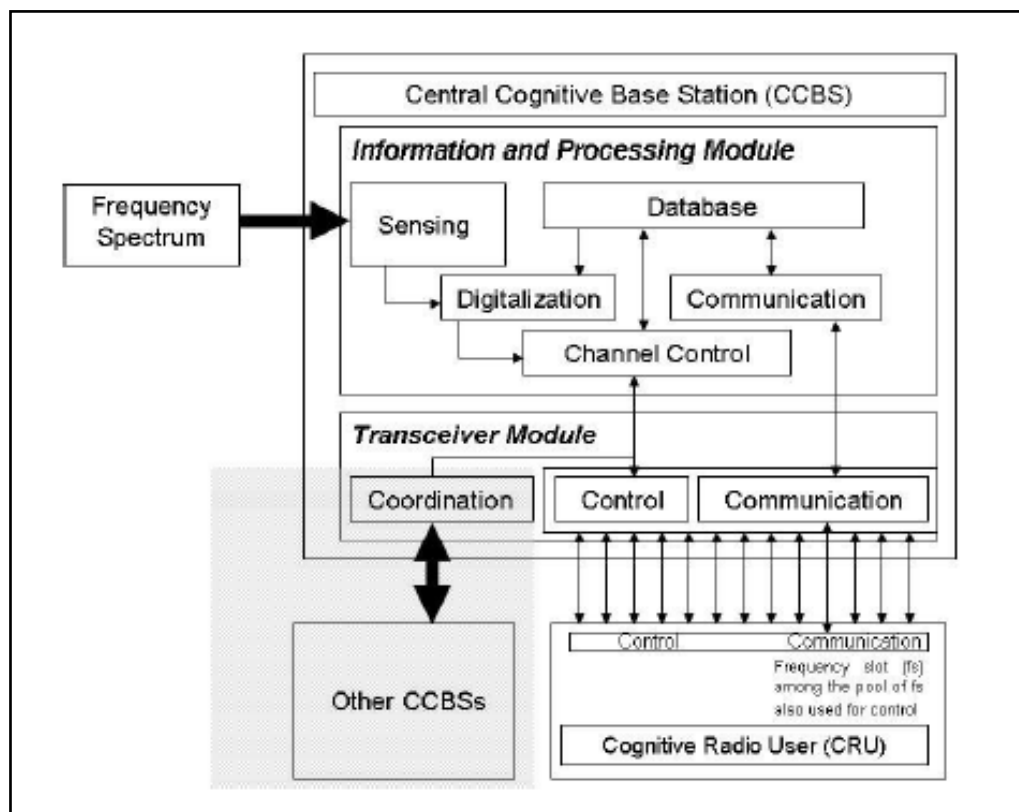 Central Cognitive Base Station (CCBS)
Information and Processing Module
Frequency
Spectrum
Sensing
Database
Digitalization
Communication
Channel Control
Transceiver Module
Coordination
Control
Communication
Other CCBSs
Control
Communication
Frequency slot (fs)
among the pool of fs
also used for control
Cognitive Radio User (CRU)